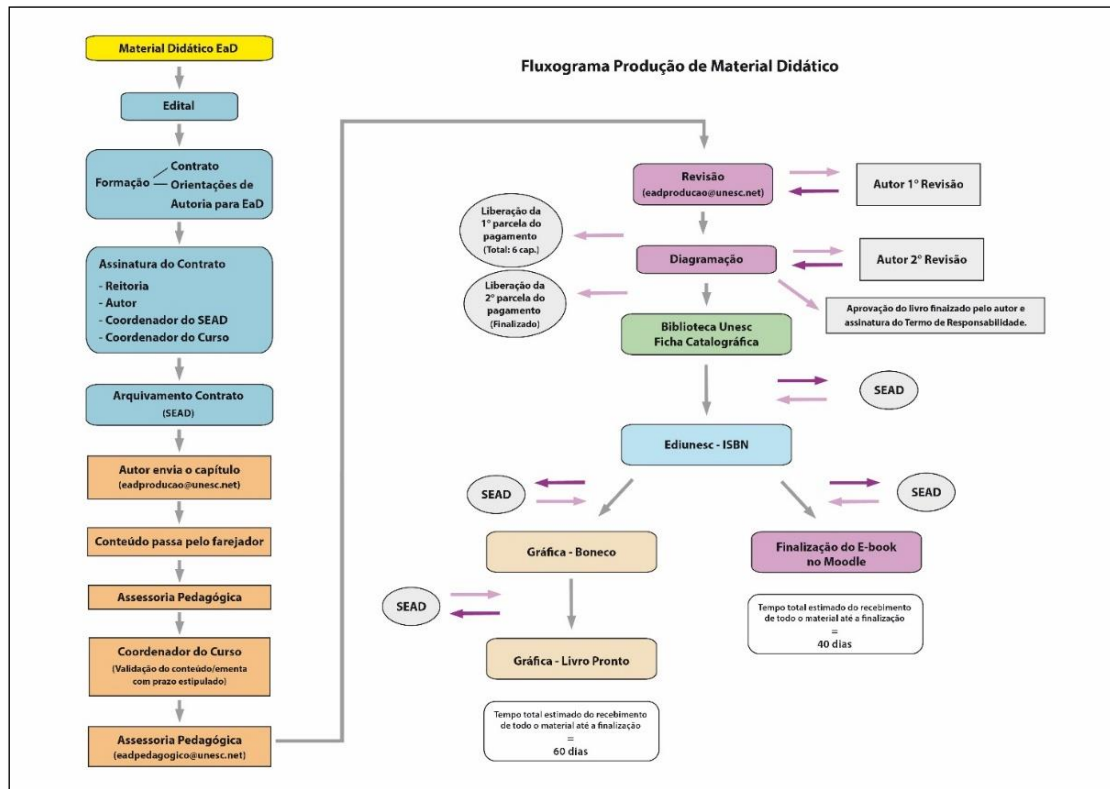 Material Didático EaD
Fluxograma Produção de Material Didático
Edital
Contrato
Formação
Orientações de
Autoria para EaD
Assinatura do Contrato
- Reitoria
- Autor
- Coordenador do SEAD
- Coordenador do Curso
Arquivamento Contrato
(SEAD)
Autor envia o capítulo
(eadproducao@unesc.net)
Conteúdo passa pelo farejador
Assessoria Pedagógica
Coordenador do Curso
(Validação do conteúdo/ementa
com prazo estipulado)
Assessoria Pedagógica
(eadpedagogico@unesc.net)
Revisão
(eadproducao@unesc.net)
Autor 1° Revisão
Liberação da
1° parcela do
pagamento
(Total: 6 cap.)
Diagramação
Autor 2° Revisão
Liberação da
2° parcela do
pagamento
(Finalizado)
Aprovação do livro finaizado pelo autor e
assinatura do Termo de Responsabilidade.
Biblioteca Unesc
Ficha Catalográfica
SEAD
Ediunesc - ISBN
SEAD
SEAD
Gráfica - Boneco
Finalização do E-book
no Moodle
SEAD
Tempo total estimado do recebimento
de todo o material até a finalização
=
40 dias
Gráfica - Livro Pronto
Tempo total estimado do recebimento
de todo o material até a finalização
=
60 dias